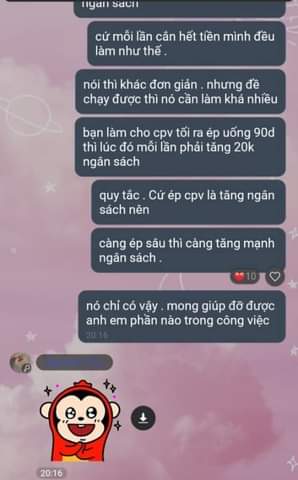 ngân sách
cứ mỗi lần cắn hết tiền mình đều
làm như thế .
nói thì khác đơn giản . nhưng đề
chạy được thì nó cần làm khá nhiều
bạn làm cho cpv tối ra ép uống 90d
thì lúc đó mỗi lần phải tăng 20k
ngân sách
quy tắc . Cứ ép cpv là tăng ngân
sách nên
càng ép sâu thì càng tăng mạnh
ngân sách .
10
nó chỉ có vậy . mong giúp đỡ được
anh em phần nào trong công việc
20:16
20:16